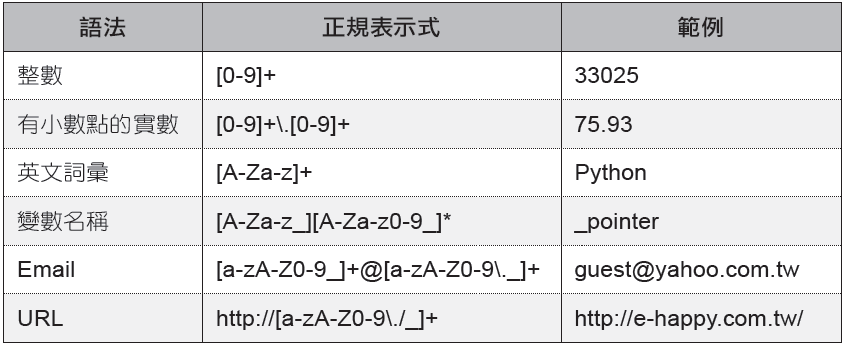 語法 正規表示式 範例
整數 [0-9]+ 33025
有小數點的實數 [0-9]+\.[0-9]+ 75.93
英文詞彙 [A-Za-z]+ Python
變數名稱 [A-Za-z_][A-Za-z0-9_]* _pointer
Email [a-zA-Z0-9_]+@[a-zA-Z0-9\._]+ guest@yahoo.com.tw
URL http://[a-zA-Z0-9\./_]+ http://e-happy.com.tw/